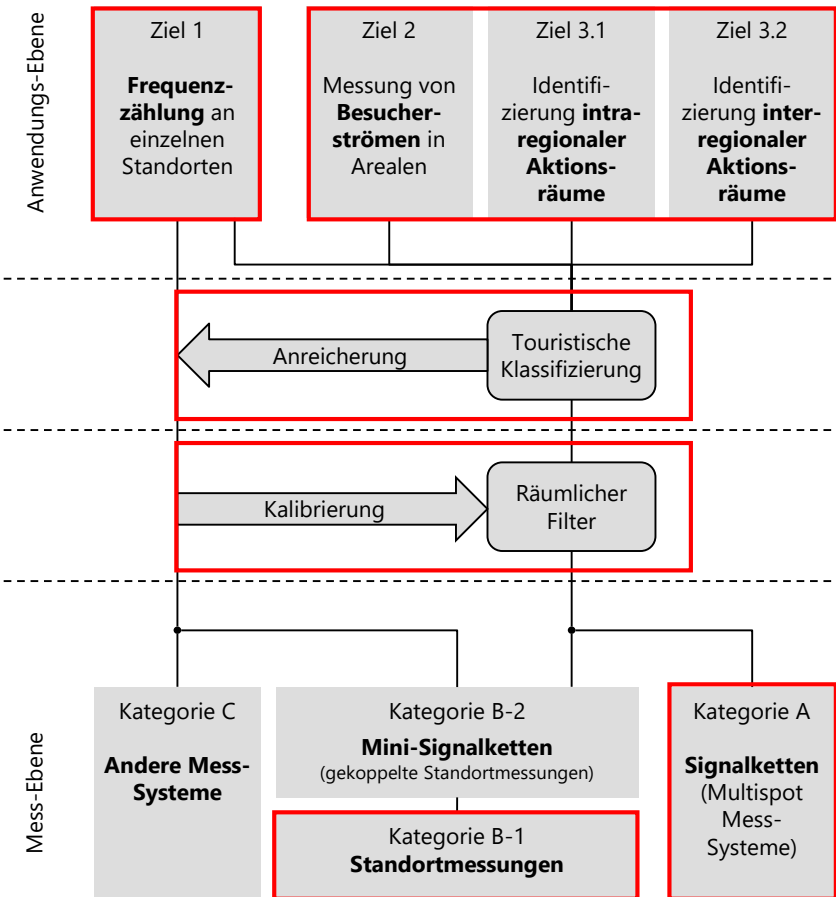 Anwendungs-Ebene
Ziel 1
Frequenz-
zählung an
einzelnen
Standorten
Ziel 2
Messung von
Besucher-
strömen in
Arealen
Ziel 3.1
Identifi-
zierung intra-
regionaler
Aktions-
räume
Ziel 3.2
Identifi-
zierung inter-
regionaler
Aktions-
räume
Anreicherung
Touristische
Klassifizierung
Kalibrierung
Räumlicher
Filter
Mess-Ebene
Kategorie C
Andere Mess-
Systeme
Kategorie B-2
Mini-Signalketten
(gekoppelte Standortmessungen)
Kategorie B-1
Standortmessungen
Kategorie A
Signalketten
(Multispot
Mess-
Systeme)